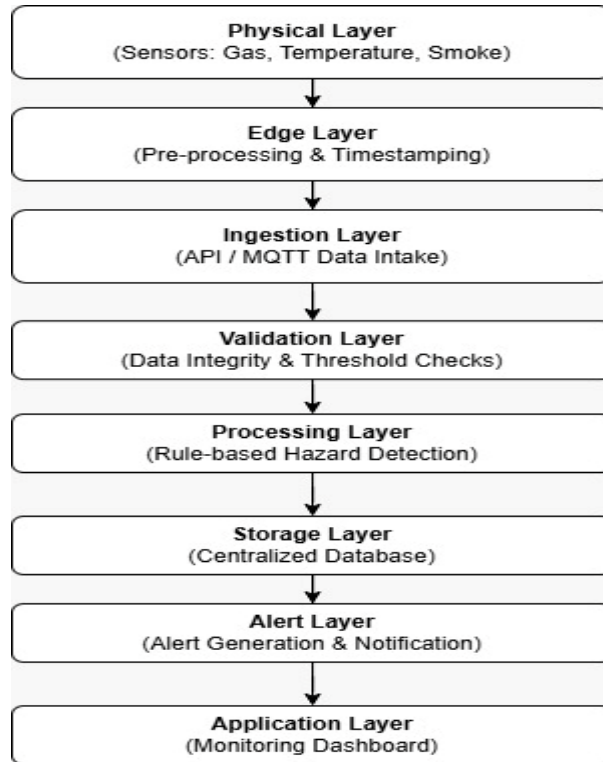 Physical Layer
(Sensors: Gas, Temperature, Smoke)
Edge Layer
(Pre-processing & Timestamping)
Ingestion Layer
(API / MQTT Data Intake)
Validation Layer
(Data Integrity & Threshold Checks)
Processing Layer
(Rule-based Hazard Detection)
Storage Layer
(Centralized Database)
Alert Layer
(Alert Generation & Notification)
Application Layer
(Monitoring Dashboard)